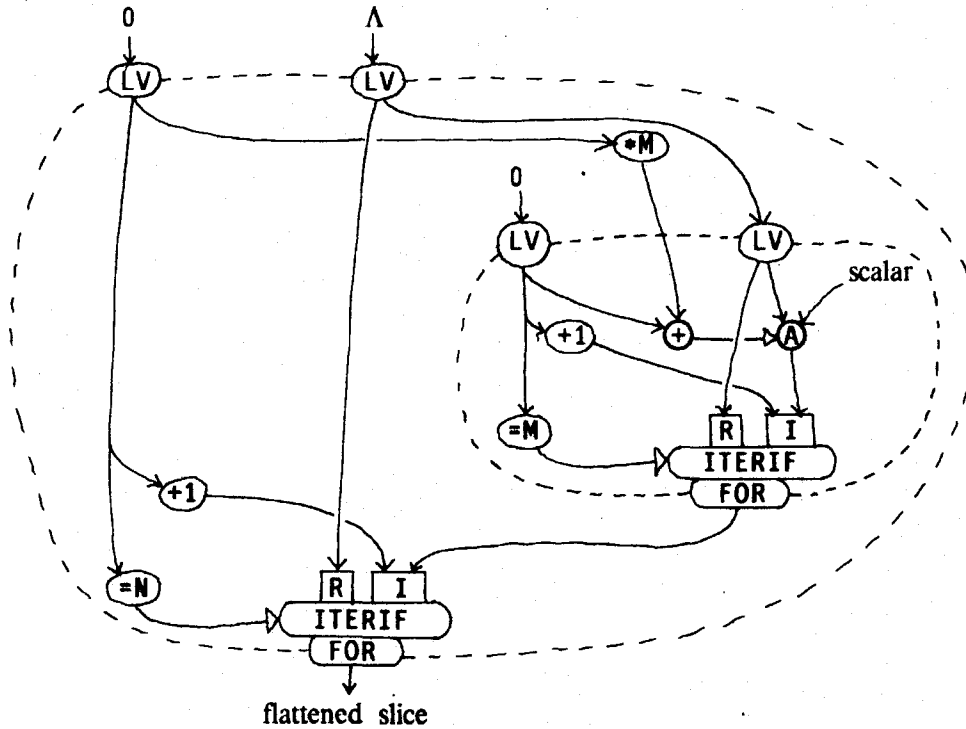 0 Λ
LV LV
*M
0
LV LV
scalar
+1 + A
=M R I
ITERIF
FOR
+1
=N R I
ITERIF
FOR
flattened slice